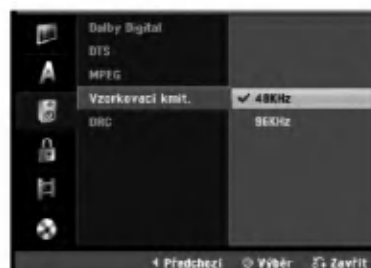 Dolby Digital
DTS
MPEG
Vzorkovací kmit. ✔ 48KHz
DRC 96KHz
Předchozí Výběr Zavřít